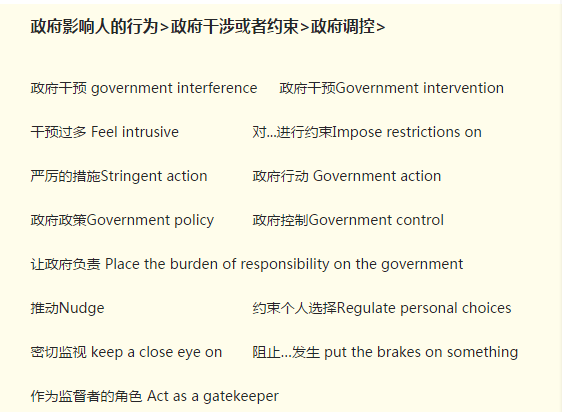 政府影响人的行为>政府干涉或者约束>政府调控>
政府干预 government interference 政府干预Government intervention
干预过多 Feel intrusive 对...进行约束Impose restrictions on
严厉的措施Stringent action 政府行动 Government action
政府政策Government policy 政府控制Government control
让政府负责 Place the burden of responsibility on the government
推动Nudge 约束个人选择Regulate personal choices
密切监视 keep a close eye on 阻止...发生 put the brakes on something
作为监督者的角色 Act as a gatekeeper